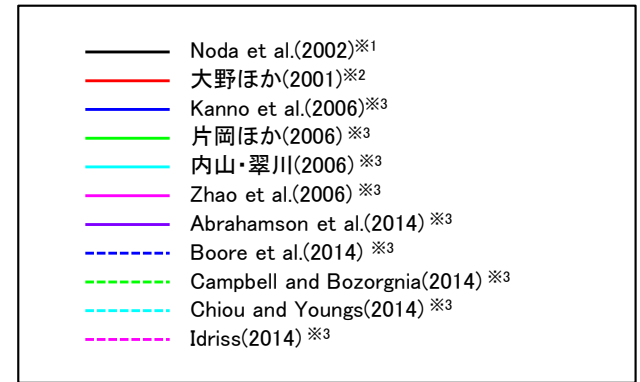 Noda et al.(2002)※1
大野ほか(2001)※2
Kanno et al.(2006)※3
片岡ほか(2006) ※3
内山・翠川(2006) ※3
Zhao et al.(2006) ※3
Abrahamson et al.(2014) ※3
Boore et al.(2014) ※3
Campbell and Bozorgnia(2014) ※3
Chiou and Youngs(2014) ※3
Idriss(2014) ※3